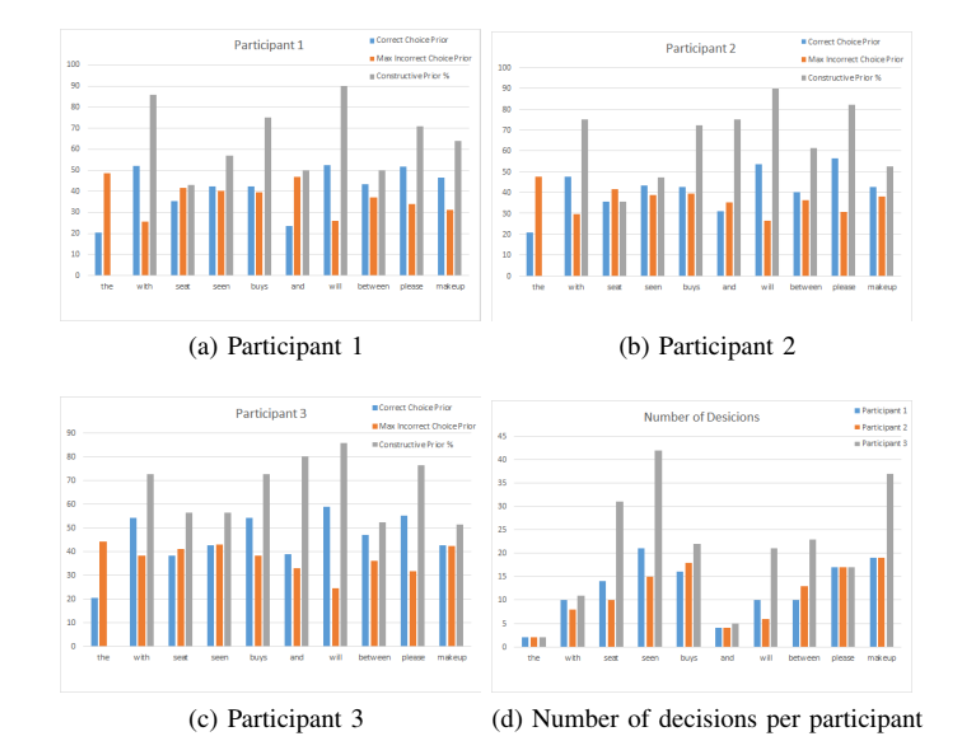 Participant 1
Correct Choice Prior
Max Incorrect Choice Prior
Constructive Prior %
100
90
80
70
60
50
40
30
20
10
0
the with seat seen buys and will between please makeup
(a) Participant 1
Participant 2
Correct Choice Prior
Max Incorrect Choice Prior
Constructive Prior %
100
90
80
70
60
50
40
30
20
10
0
the with seat seen buys and will between please makeup
(b) Participant 2
Participant 3
Correct Choice Prior
Max Incorrect Choice Prior
Constructive Prior %
90
80
70
60
50
40
30
20
10
0
the with seat seen buys and will between please makeup
(c) Participant 3
Number of Desicions
Participant 1
Participant 2
Participant 3
45
40
35
30
25
20
15
10
5
0
the with seat seen buys and will between please makeup
(d) Number of decisions per participant